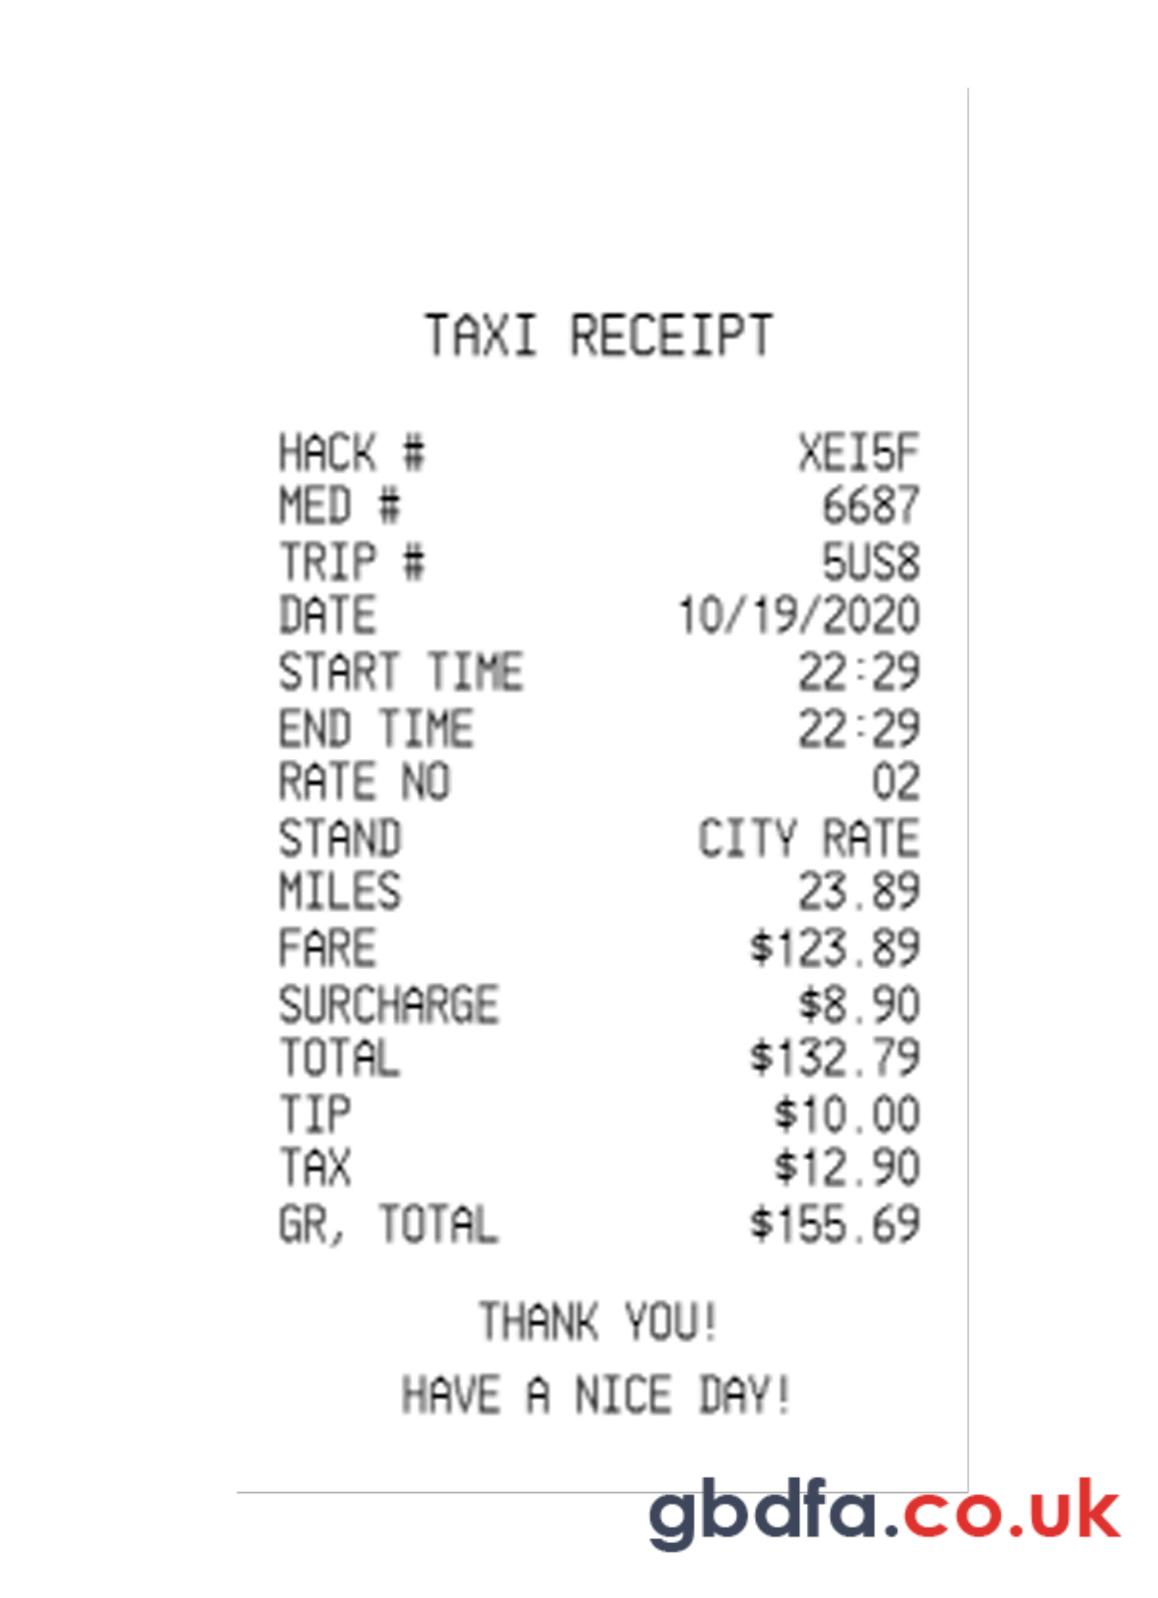 TAXI RECEIPT
HACK # XEI5F
MED # 6687
TRIP # 5US8
DATE 10/19/2020
START TIME 22:29
END TIME 22:29
RATE NO 02
STAND CITY RATE
MILES 23.89
FARE $123.89
SURCHARGE $8.90
TOTAL $132.79
TIP $10.00
TAX $12.90
GR, TOTAL $155.69
THANK YOU!
HAVE A NICE DAY!
gbdfa.co.uk